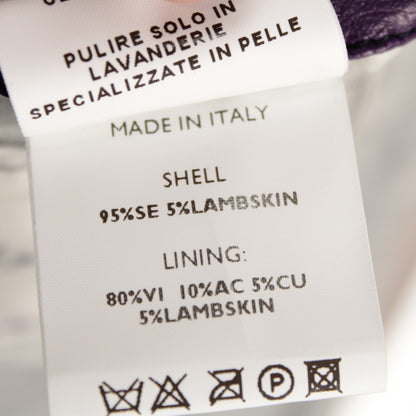 PULIRE SOLO IN
LAVANDERIE
SPECIALIZZATE IN PELLE
MADE IN ITALY
SHELL
95%SE 5%LAMBSKIN
LINING:
80%VI 10%AC 5%CU
5%LAMBSKIN
P